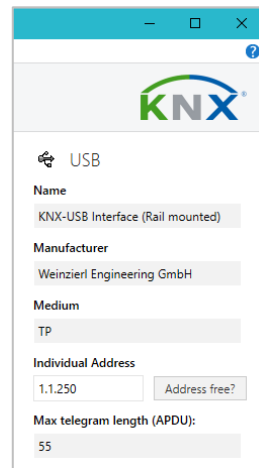 ?
KNX®
USB
Name
KNX-USB Interface (Rail mounted)
Manufacturer
Weinzierl Engineering GmbH
Medium
TP
Individual Address
1.1.250 Address free?
Max telegram length (APDU):
55